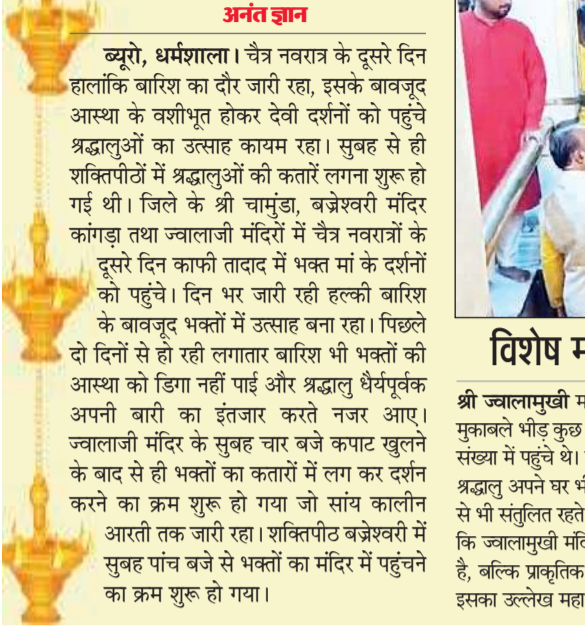 अनंत ज्ञान
ब्यूरो, धर्मशाला। चैत्र नवरात्र के दूसरे दिन
हालांकि बारिश का दौर जारी रहा, इसके बावजूद
आस्था के वशीभूत होकर देवी दर्शनों को पहुंचे
श्रद्धालुओं का उत्साह कायम रहा। सुबह से ही
शक्तिपीठों में श्रद्धालुओं की कतारें लगना शुरू हो
गई थी। जिले के श्री चामुंडा, बज्रेश्वरी मंदिर
कांगड़ा तथा ज्वालाजी मंदिरों में चैत्र नवरात्रों के
दूसरे दिन काफी तादाद में भक्त मां के दर्शनों
को पहुंचे। दिन भर जारी रही हल्की बारिश
के बावजूद भक्तों में उत्साह बना रहा। पिछले
दो दिनों से हो रही लगातार बारिश भी भक्तों की
आस्था को डिगा नहीं पाई और श्रद्धालु धैर्यपूर्वक
अपनी बारी का इंतजार करते नजर आए।
ज्वालाजी मंदिर के सुबह चार बजे कपाट खुलने
के बाद से ही भक्तों का कतारों में लग कर दर्शन
करने का क्रम शुरू हो गया जो सांय कालीन
आरती तक जारी रहा। शक्तिपीठ बज्रेश्वरी में
सुबह पांच बजे से भक्तों का मंदिर में पहुंचने
का क्रम शुरू हो गया।
विशेष
श्री ज्वालामुखी
मुकाबले भीड़ कुछ
संख्या में पहुंचे थे।
श्रद्धालु अपने घर
से भी संतुलित रहते
कि ज्वालामुखी
है, बल्कि प्राकृतिक
इसका उल्लेख महा